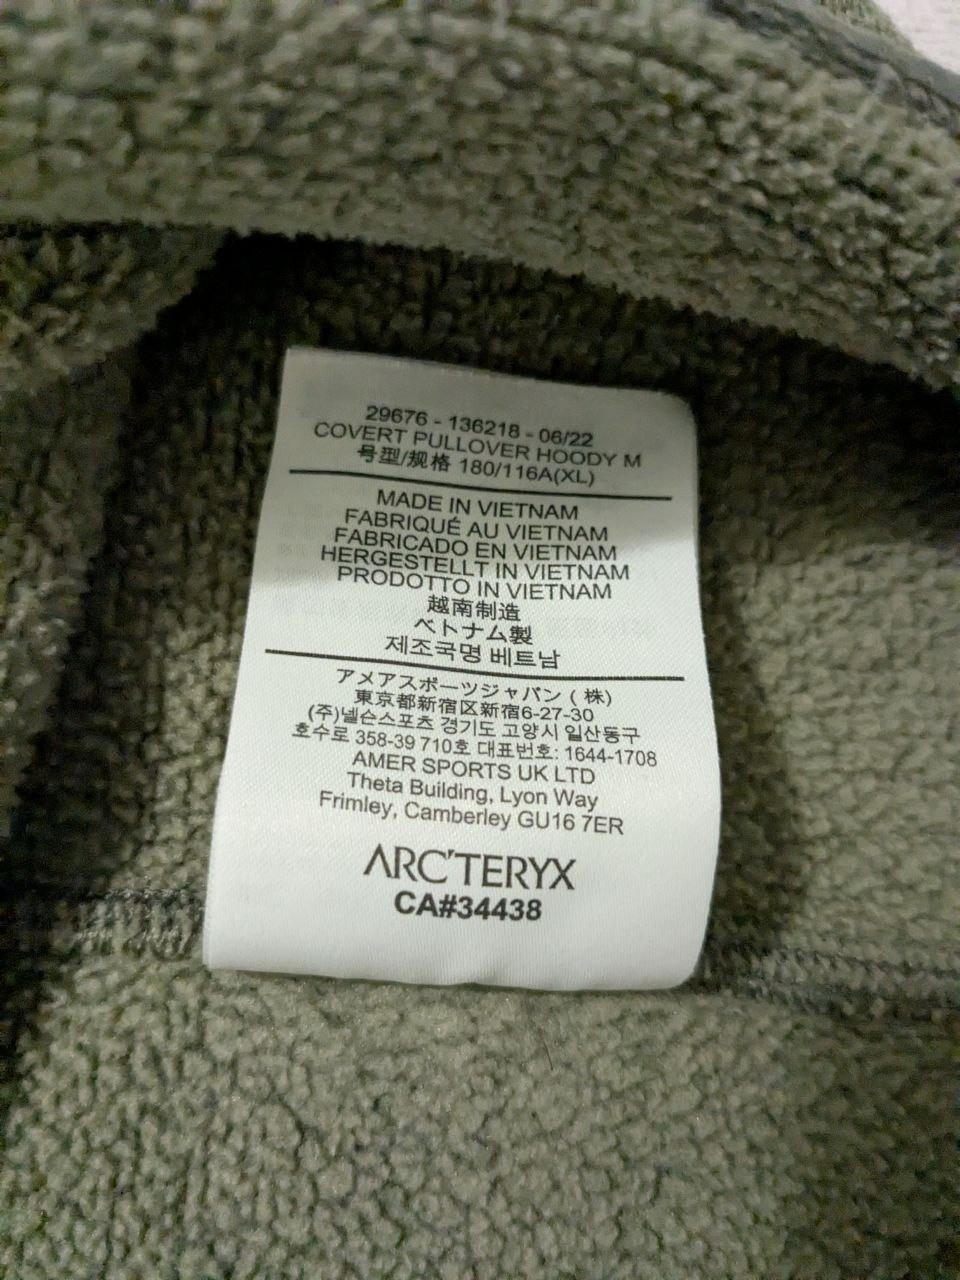 29676 - 136218 - 06/22
COVERT PULLOVER HOODY M
号型/规格 180/116A(XL)
MADE IN VIETNAM
FABRIQUÉ AU VIETNAM
FABRICADO EN VIETNAM
HERGESTELLT IN VIETNAM
PRODOTTO IN VIETNAM
越南制造
ベトナム製
제조국명 베트남
アメアスポーツジャパン (株)
東京都新宿区新宿6-27-30
(주)넬슨스포츠 경기도 고양시 일산동구
호수로 358-39 710호 대표번호: 1644-1708
AMER SPORTS UK LTD
Theta Building, Lyon Way
Frimley, Camberley GU16 7ER
ARC'TERYX
CA#34438